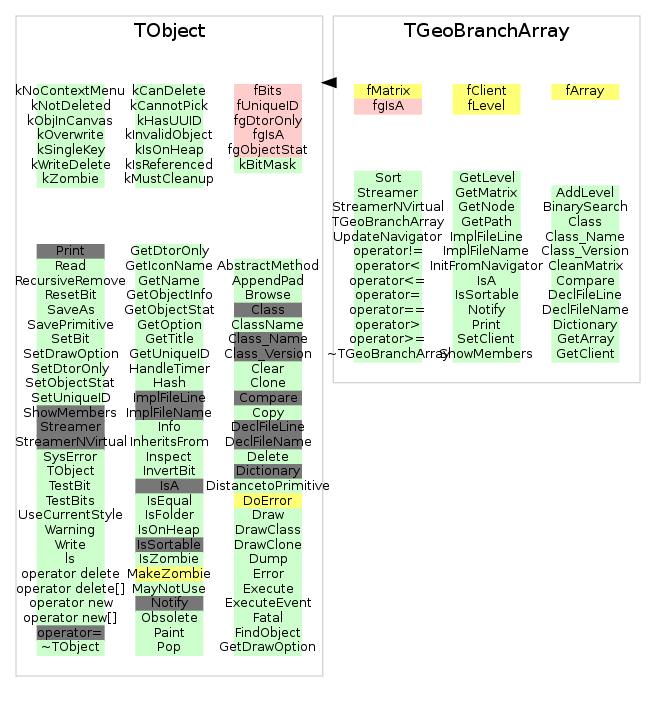 TObject
kNoContextMenu
kNotDeleted
kObjInCanvas
kOverwrite
kSingleKey
kWriteDelete
kZombie
kCanDelete
kCannotPick
kHasUUID
kInvalidObject
kIsOnHeap
kIsReferenced
kMustCleanup
fBits
fUniqueID
fgDtorOnly
fgIsA
fgObjectStat
kBitMask
Print
Read
RecursiveRemove
ResetBit
SaveAs
SavePrimitive
SetBit
SetDrawOption
SetDtorOnly
SetObjectStat
SetUniqueID
ShowMembers
Streamer
StreamerNVirtual
SysError
TObject
TestBit
TestBits
UseCurrentStyle
Warning
Write
ls
operator delete
operator delete[]
operator new
operator new[]
operator=
~TObject
GetDtorOnly
GetIconName
GetName
GetObjectInfo
GetObjectStat
GetOption
GetTitle
GetUniqueID
HandleTimer
Hash
ImplFileLine
ImplFileName
Info
InheritsFrom
Inspect
InvertBit
IsA
IsEqual
IsFolder
IsOnHeap
IsSortable
IsZombie
MakeZombie
MayNotUse
Notify
Obsolete
Paint
Pop
AbstractMethod
AppendPad
Browse
Class
ClassName
Class_Name
Class_Version
Clear
Clone
Compare
Copy
DeclFileLine
DeclFileName
Delete
Dictionary
DistancetoPrimitive
DoError
Draw
DrawClass
DrawClone
Dump
Error
Execute
ExecuteEvent
Fatal
FindObject
GetDrawOption
TGeoBranchArray
fMatrix
fgIsA
fClient
fLevel
fArray
Sort
Streamer
StreamerNVirtual
TGeoBranchArray
UpdateNavigator
operator!=
operator<
operator<=
operator=
operator==
operator>
operator>=
~TGeoBranchArray
GetLevel
GetMatrix
GetNode
GetPath
ImplFileLine
ImplFileName
InitFromNavigator
IsA
IsSortable
Notify
Print
SetClient
ShowMembers
AddLevel
BinarySearch
Class
Class_Name
Class_Version
CleanMatrix
Compare
DeclFileLine
DeclFileName
Dictionary
GetArray
GetClient